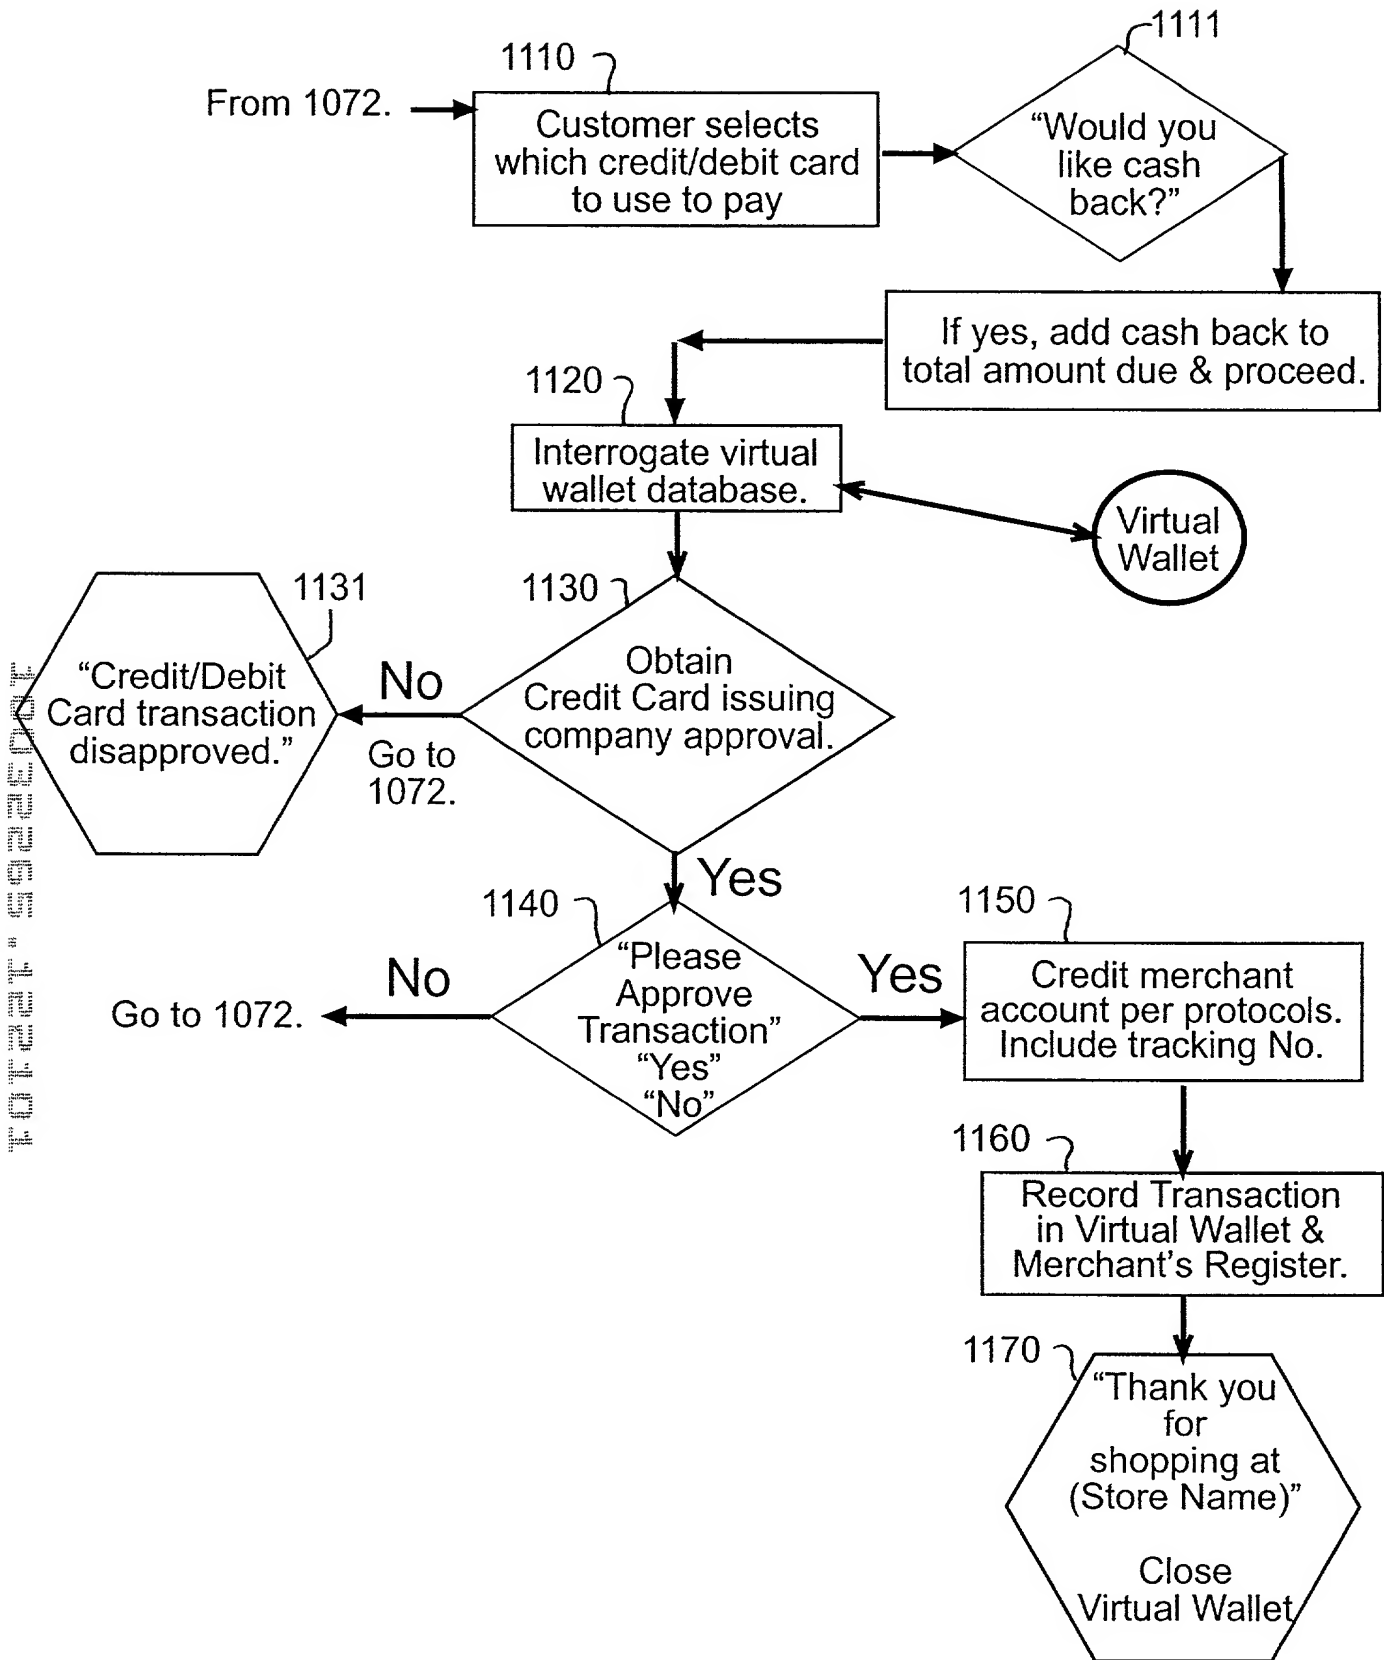 1111
1110
From 1072.
Customer selects
which credit/debit card
to use to pay
“Would you
like cash
back?”
If yes, add cash back to
total amount due & proceed.
1120
Interrogate virtual
wallet database.
Virtual
Wallet
1131
1130
“Credit/Debit
Card transaction
disapproved.”
No
Go to
1072.
Obtain
Credit Card issuing
company approval.
Yes
1140
No
Go to 1072.
“Please
Approve
Transaction”
“Yes”
“No”
Yes
1150
Credit merchant
account per protocols.
Include tracking No.
1160
Record Transaction
in Virtual Wallet &
Merchant’s Register.
1170
“Thank you
for
shopping at
(Store Name)”
Close
Virtual Wallet